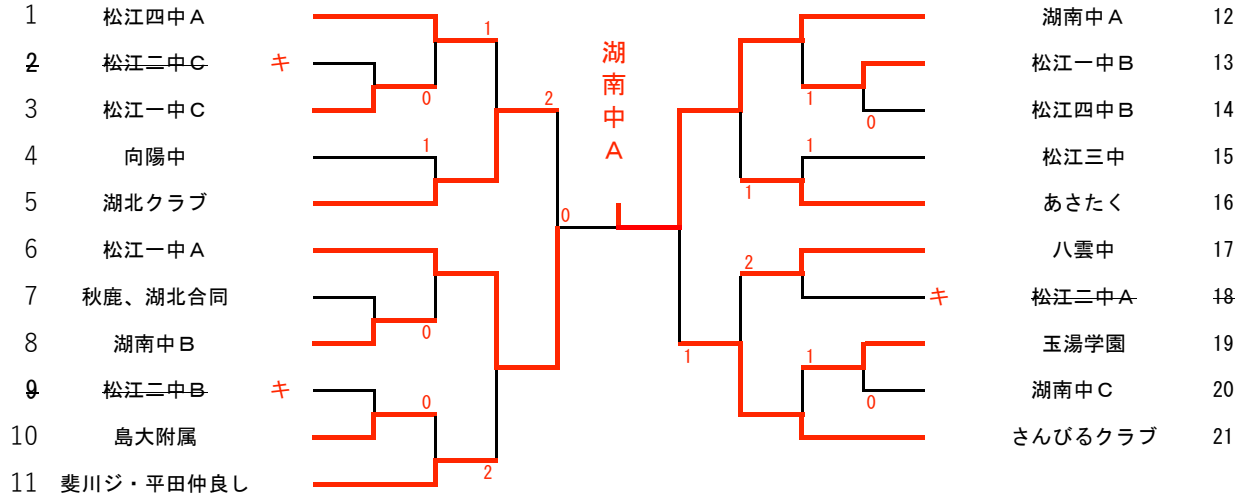 1 松江四中A
2 松江二中C キ
3 松江一中C
4 向陽中
5 湖北クラブ
6 松江一中A
7 秋鹿、湖北合同
8 湖南中B
9 松江二中B キ
10 島大附属
11 斐川ジ・平田仲良し
1
0
2
1
0
0
0
2
湖南中A
1
0
1
1
2
1
1
0
湖南中A 12
松江一中B 13
松江四中B 14
松江三中 15
あさたく 16
八雲中 17
キ 松江二中A 18
玉湯学園 19
湖南中C 20
さんびるクラブ 21